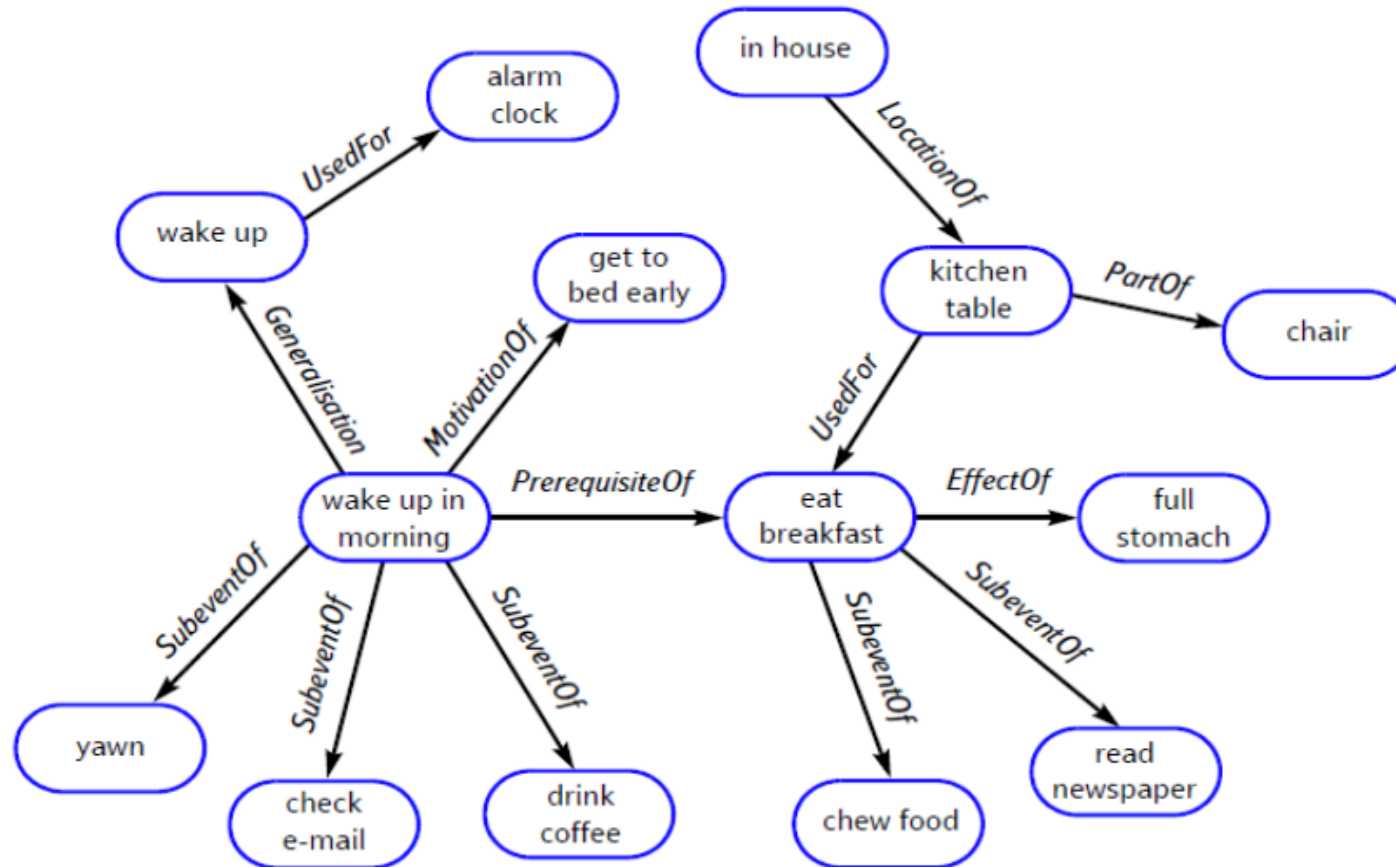 in house
alarm
clock
UsedFor
LocationOf
wake up
get to
bed early
kitchen
table
PartOf
chair
Generalisation
MotivationOf
UsedFor
wake up in
morning
PrerequisiteOf
eat
breakfast
EffectOf
full
stomach
SubeventOf
SubeventOf
SubeventOf
SubeventOf
SubeventOf
yawn
check
e-mail
drink
coffee
chew food
read
newspaper